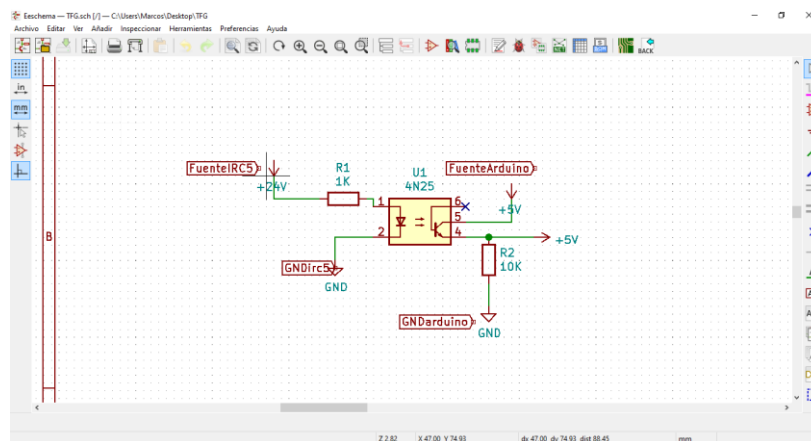 Eeschema — TFG.sch [/] — C:\Users\Marcos\Desktop\TFG
Archivo Editar Ver Añadir Inspeccionar Herramientas Preferencias Ayuda
BACK
in
mm
B
FuenteIRC5
+24V
R1
1K
U1
4N25
FuenteArduino
+5V
1
2
6
5
4
+5V
R2
10K
GNDirc5
GND
GNDarduino
GND
Z 2.82 X 47.00 Y 74.93 dx 47.00 dy 74.93 dist 88.45 mm